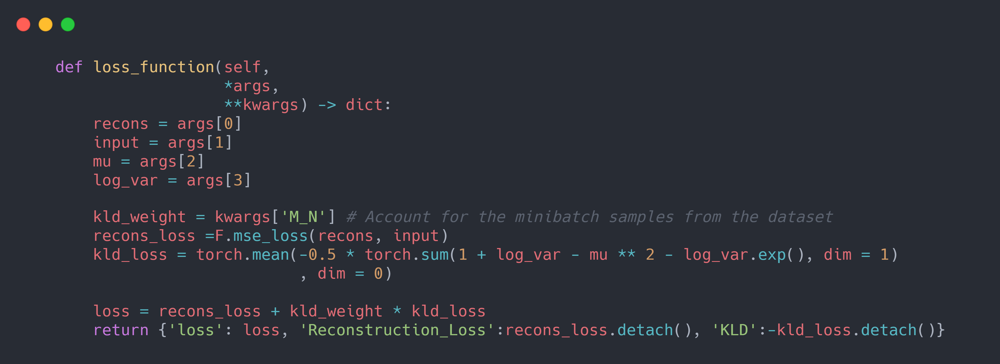 def loss_function(self,
                  *args,
                  **kwargs) -> dict:
    recons = args[0]
    input = args[1]
    mu = args[2]
    log_var = args[3]

    kld_weight = kwargs['M_N'] # Account for the minibatch samples from the dataset
    recons_loss =F.mse_loss(recons, input)
    kld_loss = torch.mean(-0.5 * torch.sum(1 + log_var - mu ** 2 - log_var.exp(), dim = 1)
                          , dim = 0)

    loss = recons_loss + kld_weight * kld_loss
    return {'loss': loss, 'Reconstruction_Loss':recons_loss.detach(), 'KLD':-kld_loss.detach()}